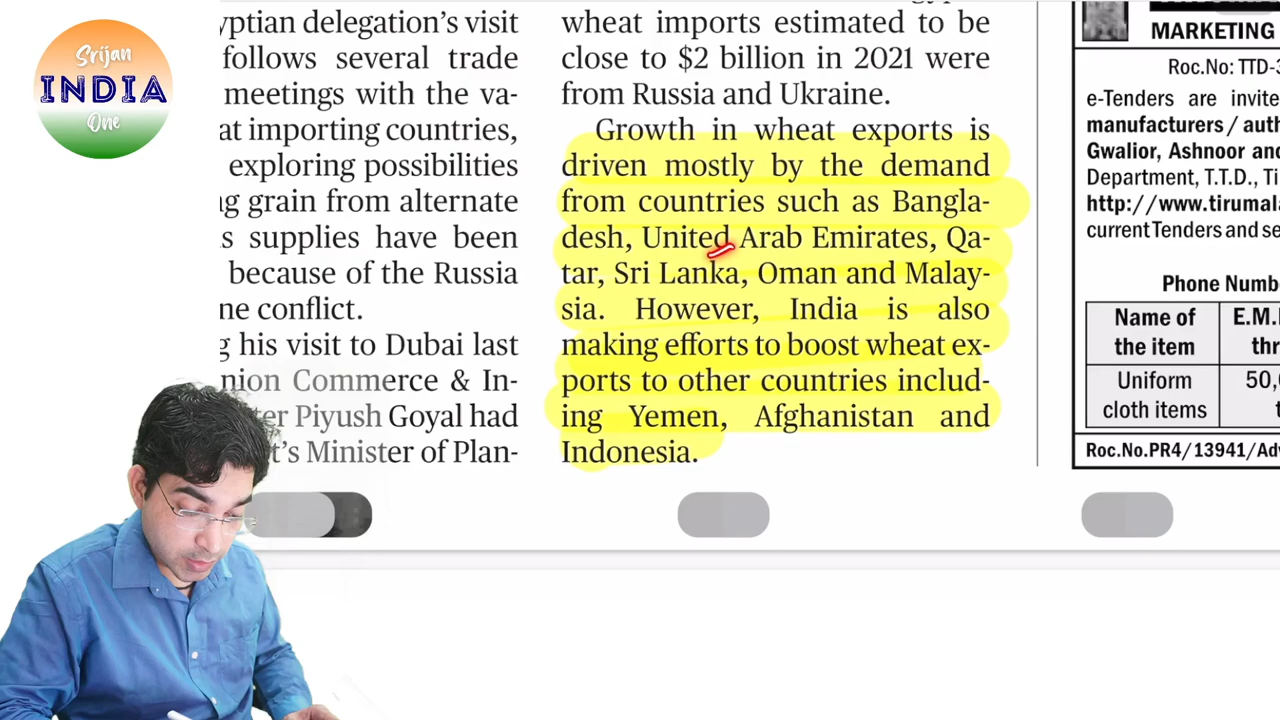 Srijan
INDIA
One
yptian delegation's visit
follows several trade
meetings with the va-
at importing countries,
exploring possibilities
ng grain from alternate
s supplies have been
because of the Russia
ne conflict.
g his visit to Dubai last
nion Commerce & In-
ter Piyush Goyal had
t's Minister of Plan-
wheat imports estimated to be
close to $2 billion in 2021 were
from Russia and Ukraine.
Growth in wheat exports is
driven mostly by the demand
from countries such as Bangla-
desh, United Arab Emirates, Qa-
tar, Sri Lanka, Oman and Malay-
sia. However, India is also
making efforts to boost wheat ex-
ports to other countries includ-
ing Yemen, Afghanistan and
Indonesia.
MARKETING
Roc.No: TTD-3
e-Tenders are invite
manufacturers / auth
Gwalior, Ashnoor and
Department, T.T.D., Ti
http://www.tirumala
current Tenders and se
Phone Numbe
Name of
the item
E.M.
thr
Uniform
cloth items
50,
t
Roc.No.PR4/13941/Adv